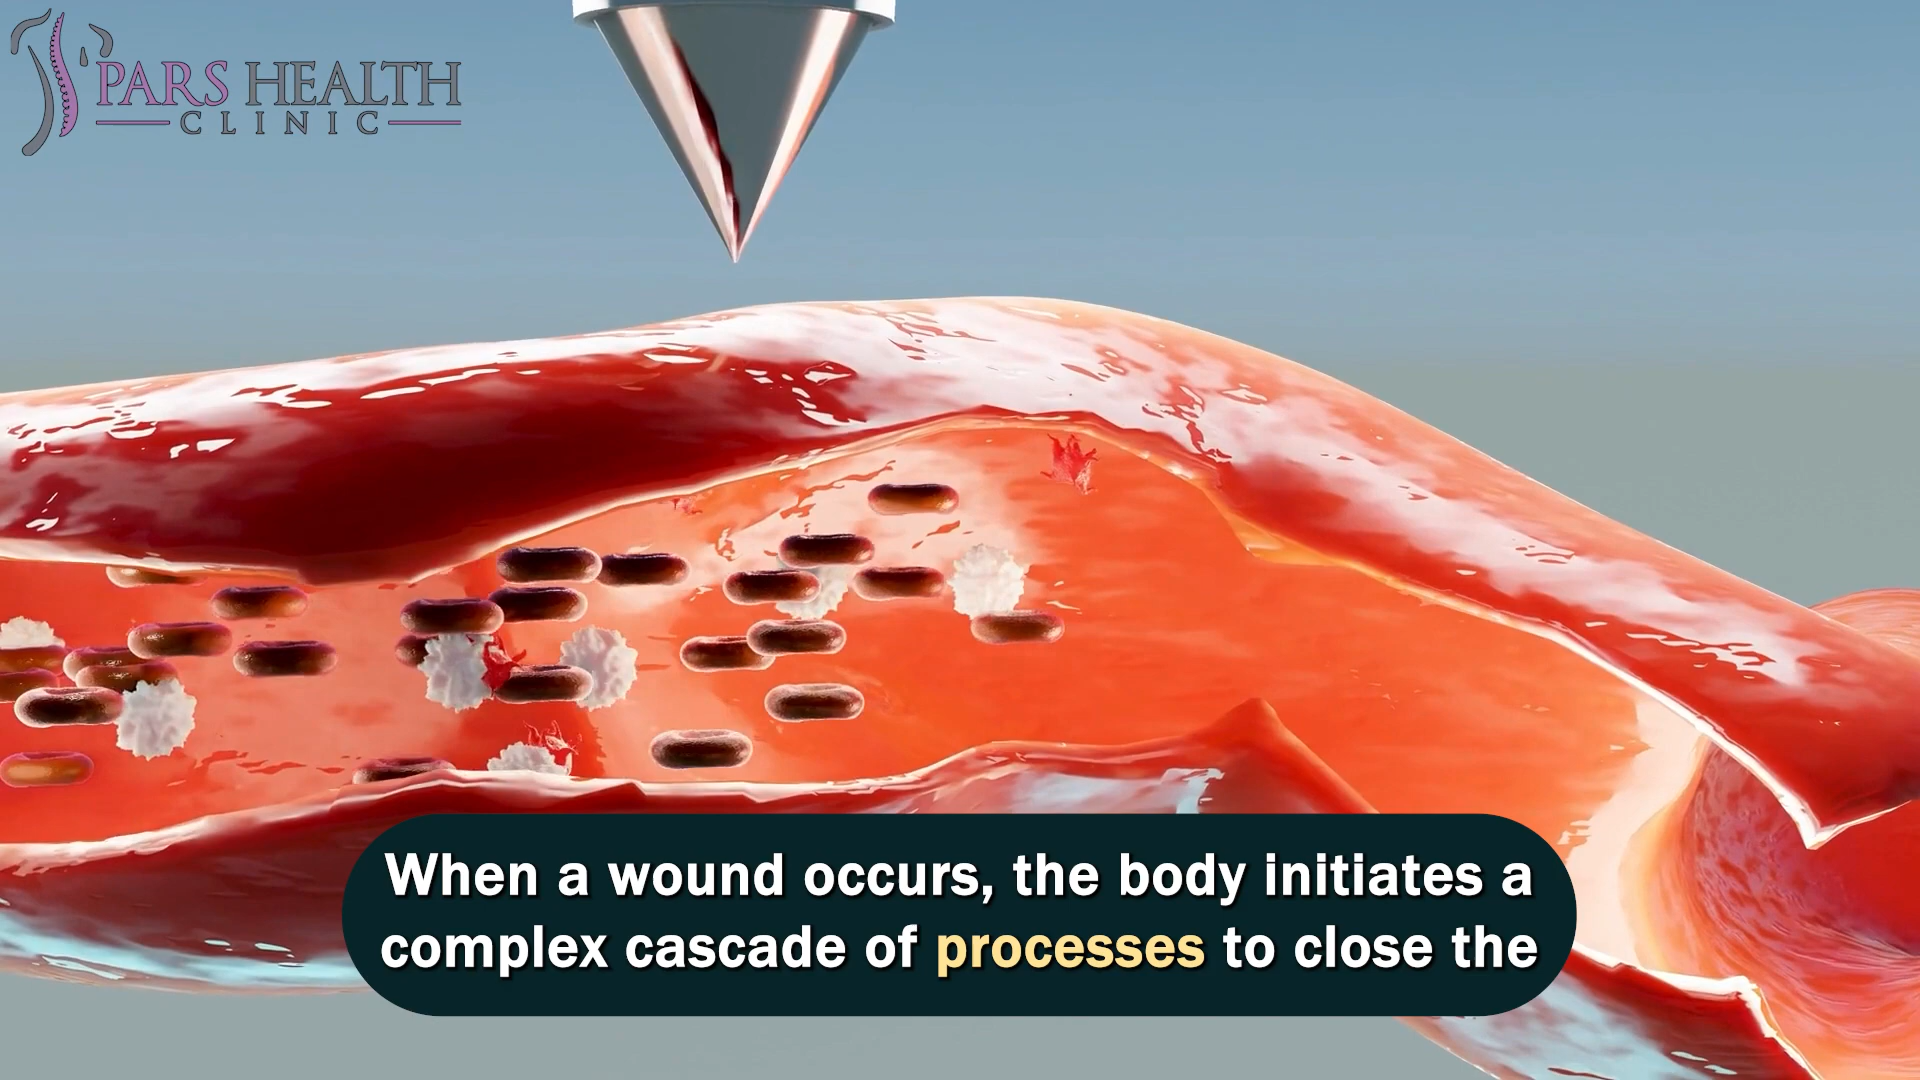 PARS HEALTH
CLINIC
When a wound occurs, the body initiates a
complex cascade of processes to close the